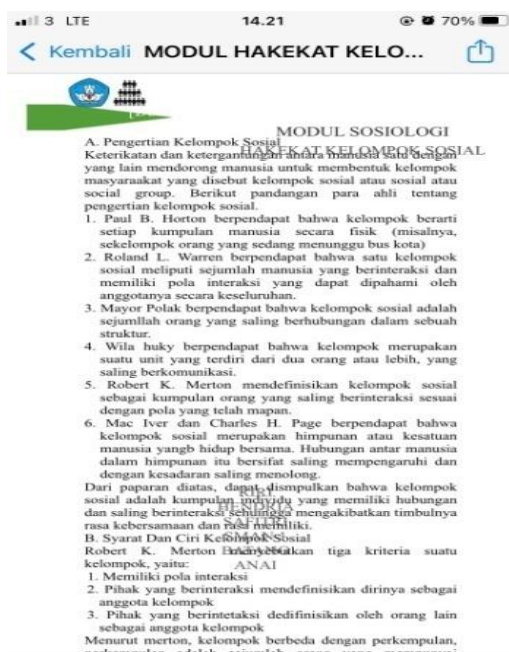 3 LTE 14.21 70%
Kembali MODUL HAKEKAT KELO...
MODUL SOSIOLOGI
HAKEKAT KELOMPOK SOSIAL
A. Pengertian Kelompok Sosial
Keterikatan dan ketergantungan antara manusia satu dengan
yang lain mendorong manusia untuk membentuk kelompok
masyaraakat yang disebut kelompok sosial atau sosial atau
social group. Berikut pandangan para ahli tentang
pengertian kelompok sosial.
1. Paul B. Horton berpendapat bahwa kelompok berarti
setiap kumpulan manusia secara fisik (misalnya,
sekelompok orang yang sedang menunggu bus kota)
2. Roland L. Warren berpendapat bahwa satu kelompok
sosial meliputi sejumlah manusia yang berinteraksi dan
memiliki pola interaksi yang dapat dipahami oleh
anggotanya secara keseluruhan.
3. Mayor Polak berpendapat bahwa kelompok sosial adalah
sejumllah orang yang saling berhubungan dalam sebuah
struktur.
4. Wila huky berpendapat bahwa kelompok merupakan
suatu unit yang terdiri dari dua orang atau lebih, yang
saling berkomunikasi.
5. Robert K. Merton mendefinisikan kelompok sosial
sebagai kumpulan orang yang saling berinteraksi sesuai
dengan pola yang telah mapan.
6. Mac Iver dan Charles H. Page berpendapat bahwa
kelompok sosial merupakan himpunan atau kesatuan
manusia yangb hidup bersama. Hubungan antar manusia
dalam himpunan itu bersifat saling mempengaruhi dan
dengan kesadaran saling menolong.
Dari paparan diatas, dapat dismpulkan bahwa kelompok
sosial adalah kumpulan individu yang memiliki hubungan
dan saling berinteraksi sehuingga mengakibatkan timbulnya
rasa kebersamaan dan rasa memiliki.
RIRI
HENDRIA
SAFITRI
SMAN 1
BATANG
ANAI
B. Syarat Dan Ciri Kelompok Sosial
Robert K. Merton menyebutkan tiga kriteria suatu
kelompok, yaitu:
1. Memiliki pola interaksi
2. Pihak yang berinteraksi mendefinisikan dirinya sebagai
anggota kelompok
3. Pihak yang berintetaksi dedifinisikan oleh orang lain
sebagai anggota kelompok
Menurut merton, kelompok berbeda dengan perkempulan,